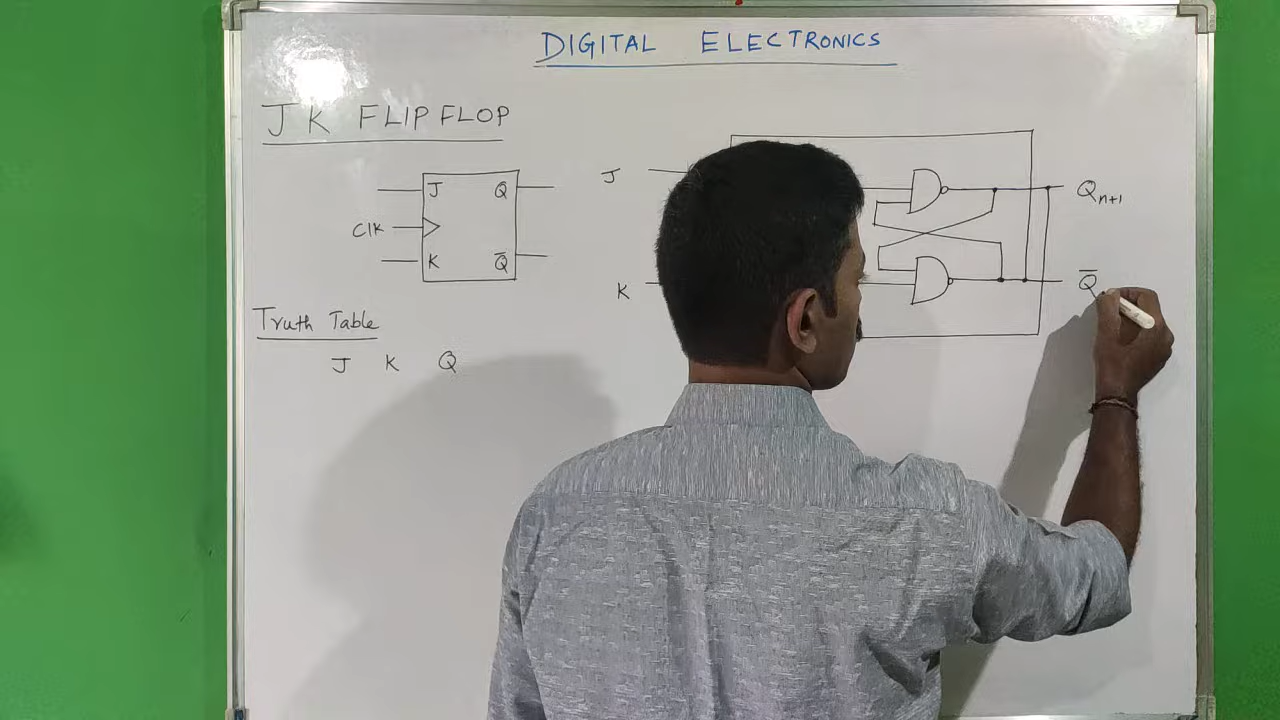 DIGITAL ELECTRONICS
JK FLIPFLOP
J Q
Clk
K Q̅
J
K
Qn+1
Q̅
Truth Table
J K Q